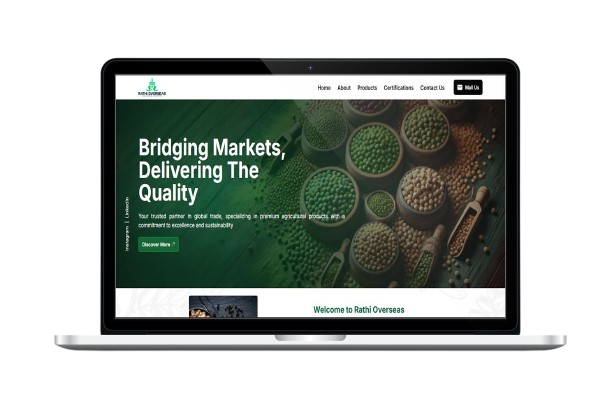 RATHI OVERSEAS
Home About Products Certifications Contact Us Mail Us
Bridging Markets,
Delivering The
Quality
Your trusted partner in global trade, specializing in premium agricultural products with a
commitment to excellence and sustainability
Discover More
Instagram | LinkedIn
Welcome to Rathi Overseas